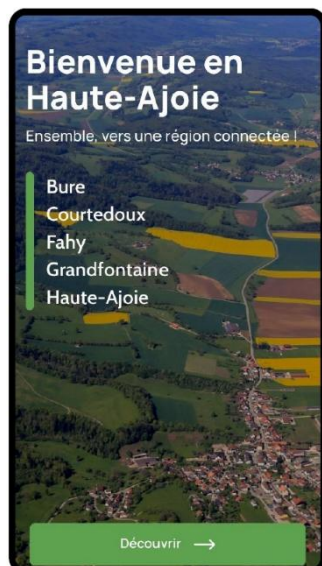 Bienvenue en
Haute-Ajoie
Ensemble, vers une région connectée !
Bure
Courtedoux
Fahy
Grandfontaine
Haute-Ajoie
Découvrir →